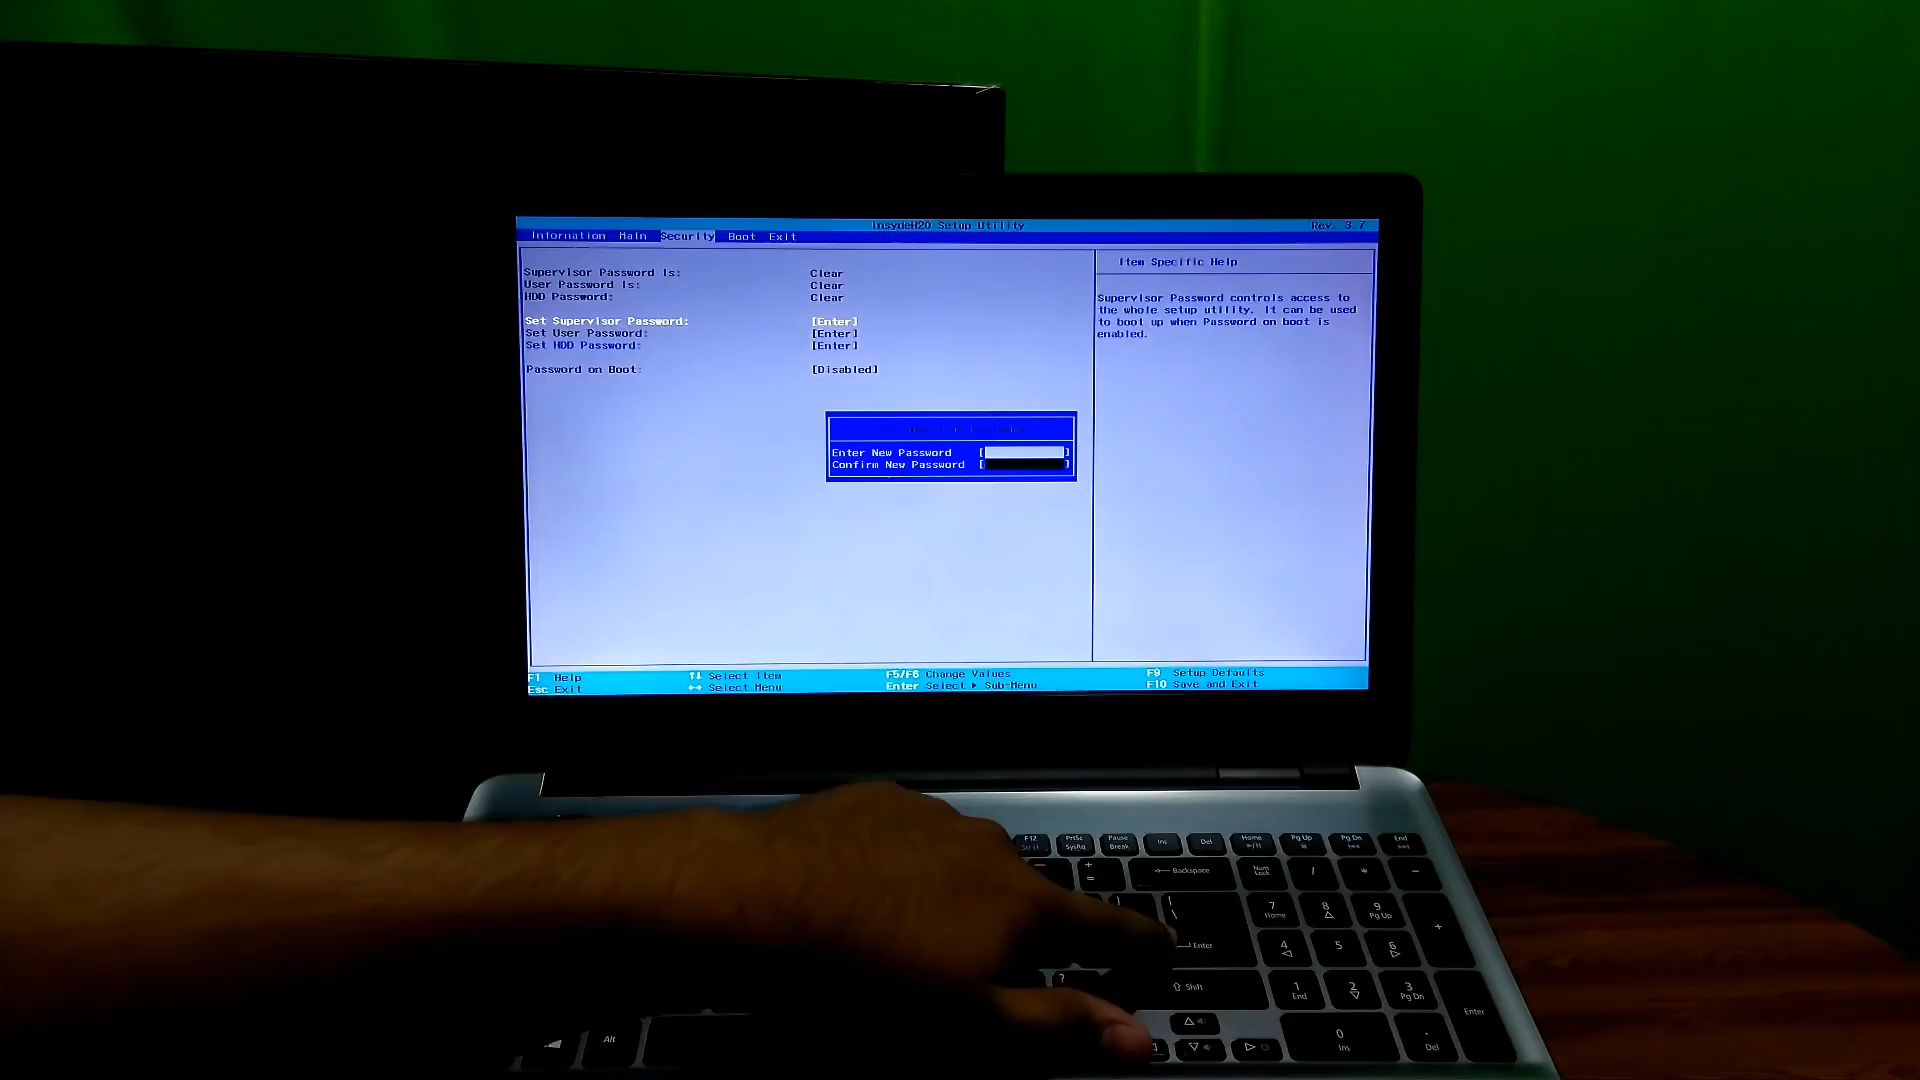 InsydeH2O Setup Utility Rev. 3.7
Information Main Security Boot Exit
Supervisor Password Is: Clear
User Password Is: Clear
HDD Password: Clear
Set Supervisor Password: [Enter]
Set User Password: [Enter]
Set HDD Password: [Enter]
Password on Boot: [Disabled]
Item Specific Help
Supervisor Password controls access to
the whole setup utility. It can be used
to boot up when Password on boot is
enabled.
Enter New Password [ ]
Confirm New Password [ ]
F1 Help ↑↓ Select Item F5/F6 Change Values F9 Setup Defaults
Esc Exit ↔ Select Menu Enter Select ▸ Sub-Menu F10 Save and Exit
F12 PrtSc Pause Ins Del Home Pg Up Pg Dn End
SysRq Break
+ Backspace Num / * -
= Lock
| 7 8 9 +
\ Home Pg Up
Enter 4 5 6
? Shift 1 2 3
End Pg Dn
Enter
Alt 0 .
Ins Del